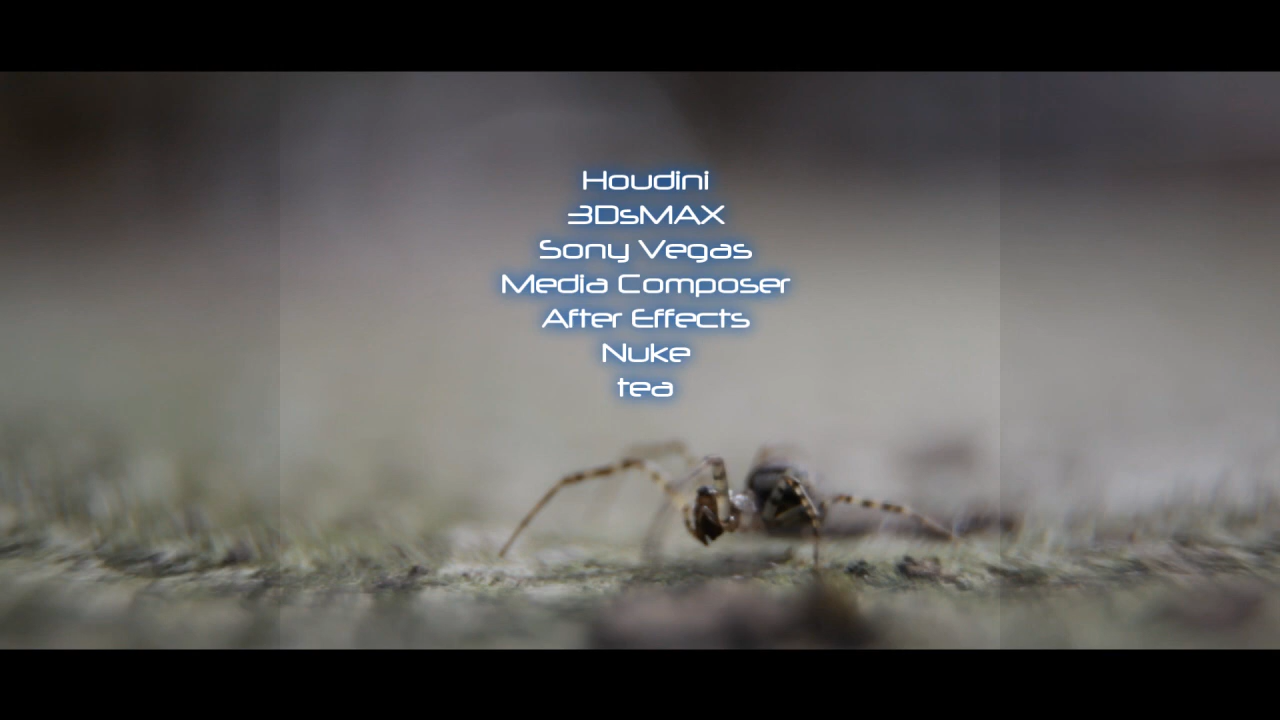 Houdini
3DsMAX
Sony Vegas
Media Composer
After Effects
Nuke
tea